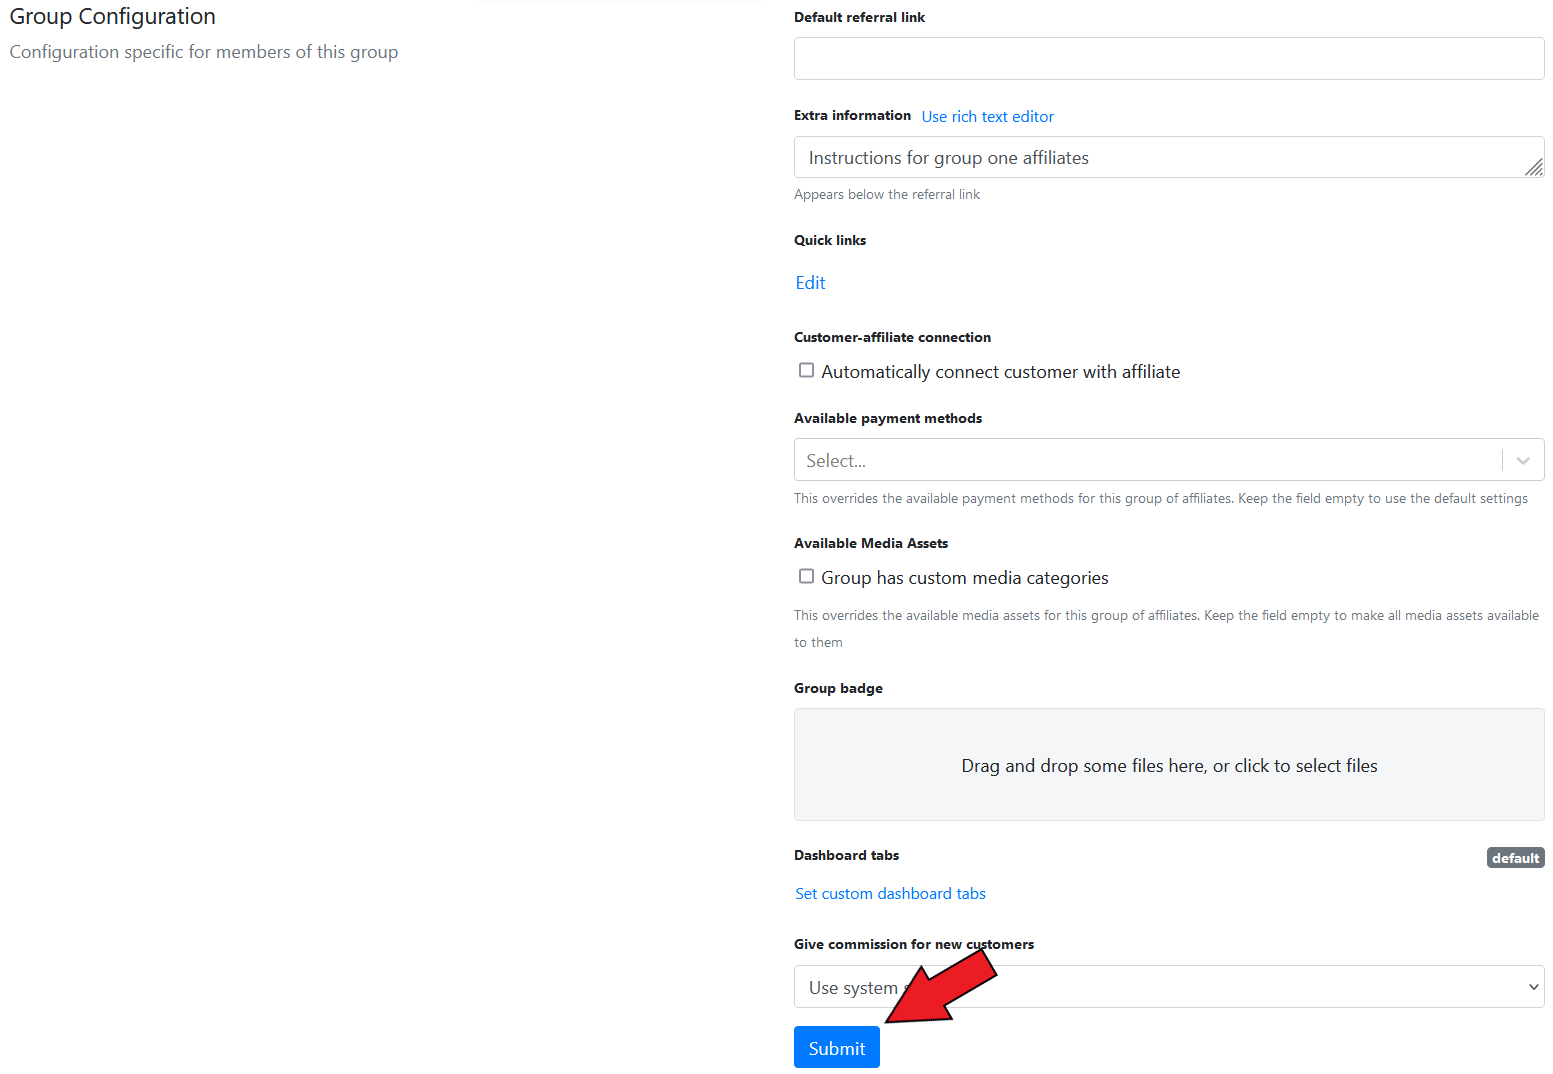 Group Configuration
Configuration specific for members of this group
Default referral link
Extra information Use rich text editor
Instructions for group one affiliates
Appears below the referral link
Quick links
Edit
Customer-affiliate connection
Automatically connect customer with affiliate
Available payment methods
Select...
This overrides the available payment methods for this group of affiliates. Keep the field empty to use the default settings
Available Media Assets
Group has custom media categories
This overrides the available media assets for this group of affiliates. Keep the field empty to make all media assets available
to them
Group badge
Drag and drop some files here, or click to select files
Dashboard tabs default
Set custom dashboard tabs
Give commission for new customers
Use system
Submit